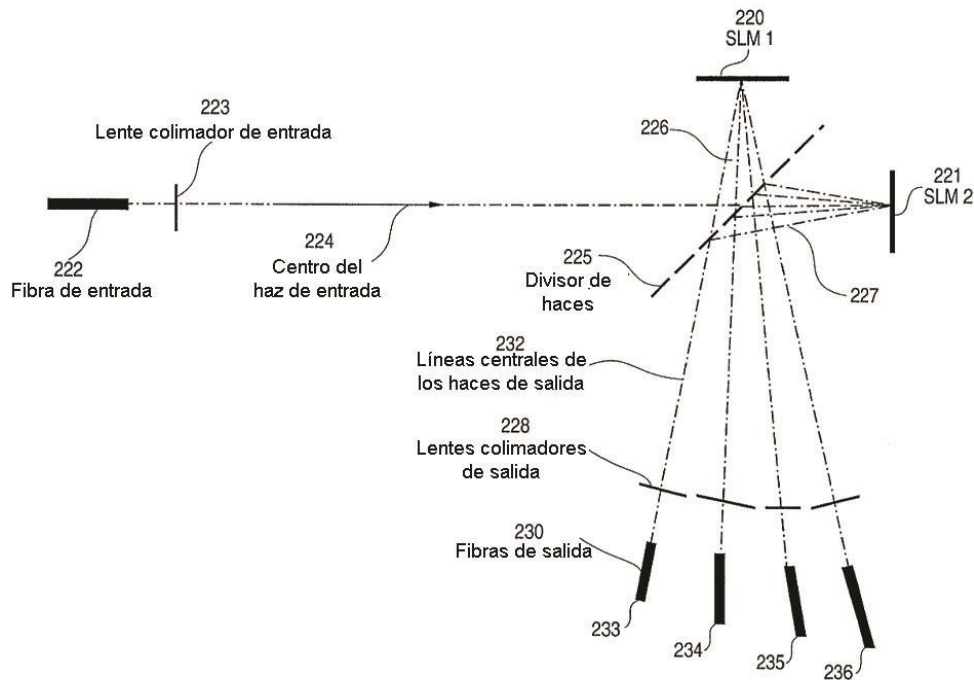 220
SLM 1
223
Lente colimador de entrada
226
221
SLM 2
222
Fibra de entrada
224
Centro del
haz de entrada
225
Divisor de
haces
227
232
Líneas centrales de
los haces de salida
228
Lentes colimadores
de salida
230
Fibras de salida
233
234
235
236